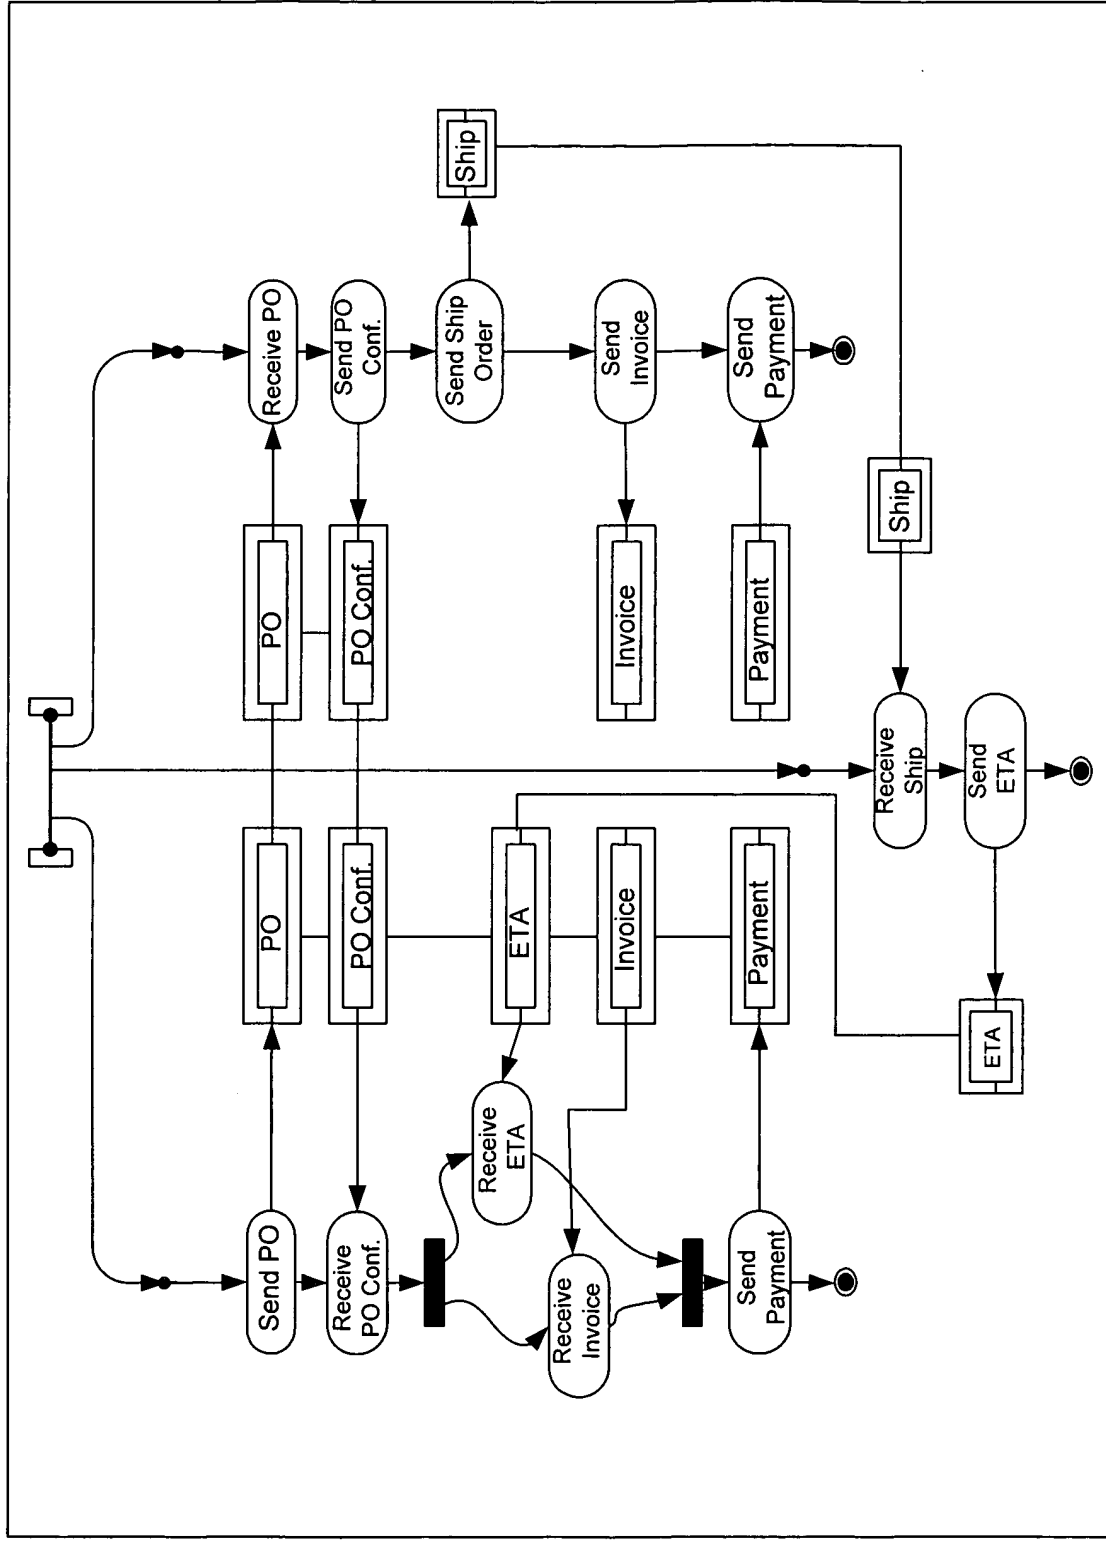 Send PO
PO
PO
Receive PO
Receive
PO Conf.
PO Conf.
PO Conf.
Send PO
Conf.
Send Ship
Order
Ship
Receive
ETA
ETA
Receive
Invoice
Invoice
Invoice
Send
Invoice
Send
Payment
Payment
Payment
Send
Payment
Receive
Ship
Ship
ETA
Send
ETA